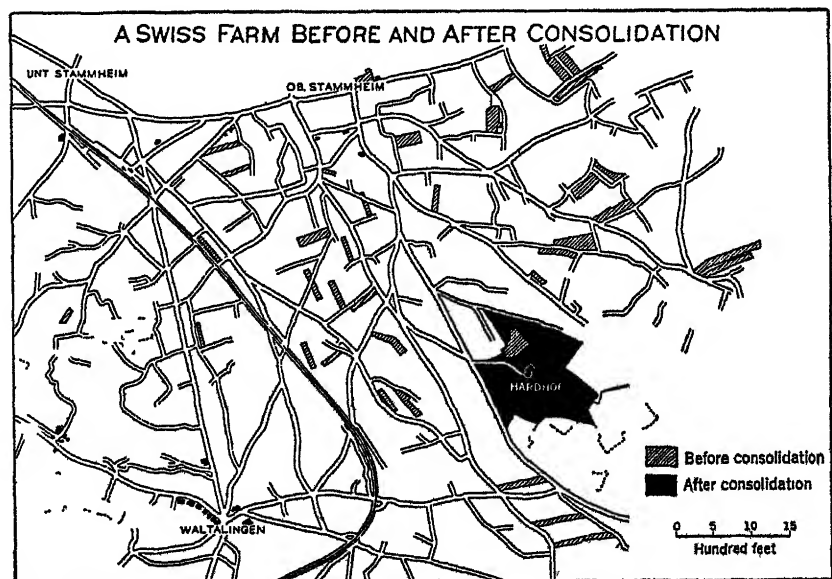 A SWISS FARM BEFORE AND AFTER CONSOLIDATION
UNT STAMMHEIM
OB. STAMMHEIM
HARDHOF
Before consolidation
After consolidation
0 5 10 15
Hundred feet
WALTALINGEN